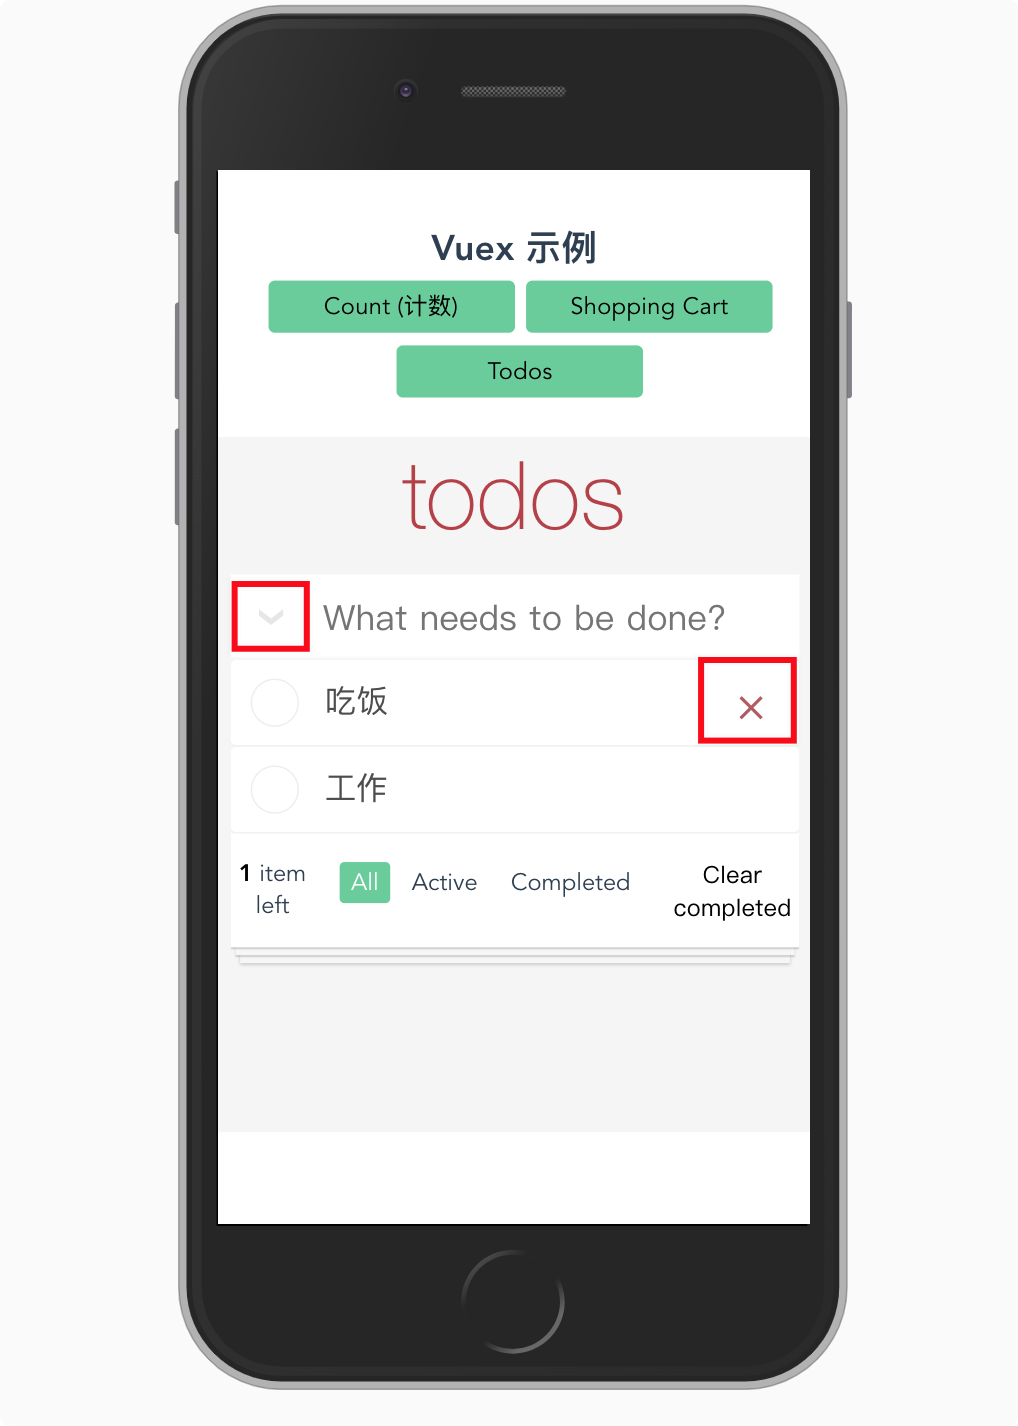 Vuex 示例
Count (计数)
Shopping Cart
Todos
todos
What needs to be done?
吃饭
工作
1 item
left
All
Active
Completed
Clear
completed